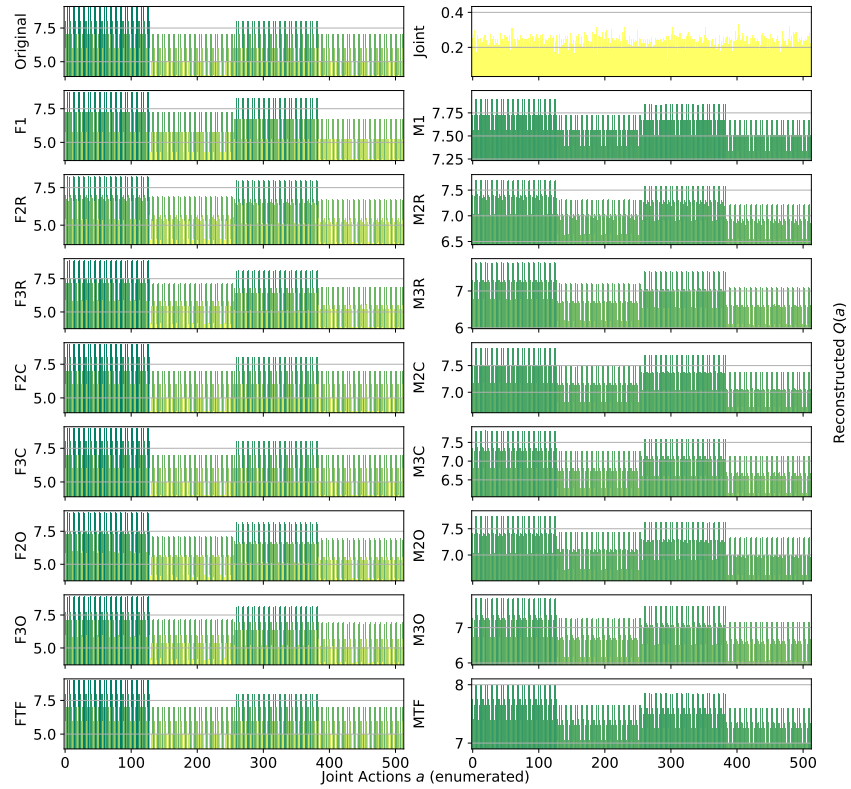 Original
7.5
5.0
Joint
0.4
0.2
F1
7.5
5.0
M1
7.75
7.50
7.25
F2R
7.5
5.0
M2R
7.5
7.0
6.5
F3R
7.5
5.0
M3R
7
6
F2C
7.5
5.0
M2C
7.5
7.0
F3C
7.5
5.0
M3C
7.5
7.0
6.5
F2O
7.5
5.0
M2O
7.5
7.0
F3O
7.5
5.0
M3O
7
6
FTF
7.5
5.0
MTF
8
7
0 100 200 300 400 500
0 100 200 300 400 500
Joint Actions a (enumerated)
Reconstructed Q(a)